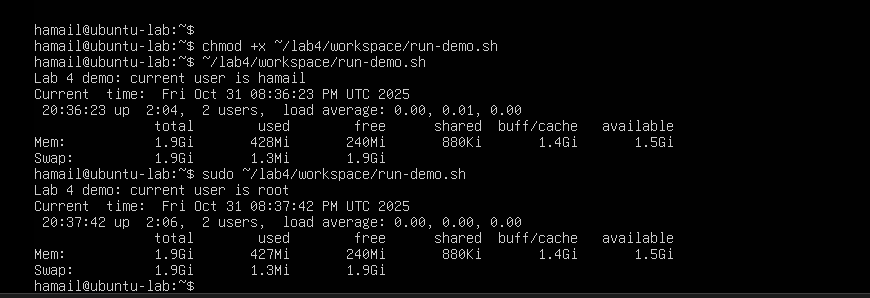 hamail@ubuntu-lab:~$
hamail@ubuntu-lab:~$ chmod +x ~/lab4/workspace/run-demo.sh
hamail@ubuntu-lab:~$ ~/lab4/workspace/run-demo.sh
Lab 4 demo: current user is hamail
Current  time:  Fri Oct 31 08:36:23 PM UTC 2025
 20:36:23 up  2:04,  2 users,  load average: 0.00, 0.01, 0.00
               total        used        free      shared  buff/cache   available
Mem:           1.9Gi       428Mi       240Mi       880Ki       1.4Gi       1.5Gi
Swap:          1.9Gi       1.3Mi       1.9Gi
hamail@ubuntu-lab:~$ sudo ~/lab4/workspace/run-demo.sh
Lab 4 demo: current user is root
Current  time:  Fri Oct 31 08:37:42 PM UTC 2025
 20:37:42 up  2:06,  2 users,  load average: 0.00, 0.00, 0.00
               total        used        free      shared  buff/cache   available
Mem:           1.9Gi       427Mi       240Mi       880Ki       1.4Gi       1.5Gi
Swap:          1.9Gi       1.3Mi       1.9Gi
hamail@ubuntu-lab:~$